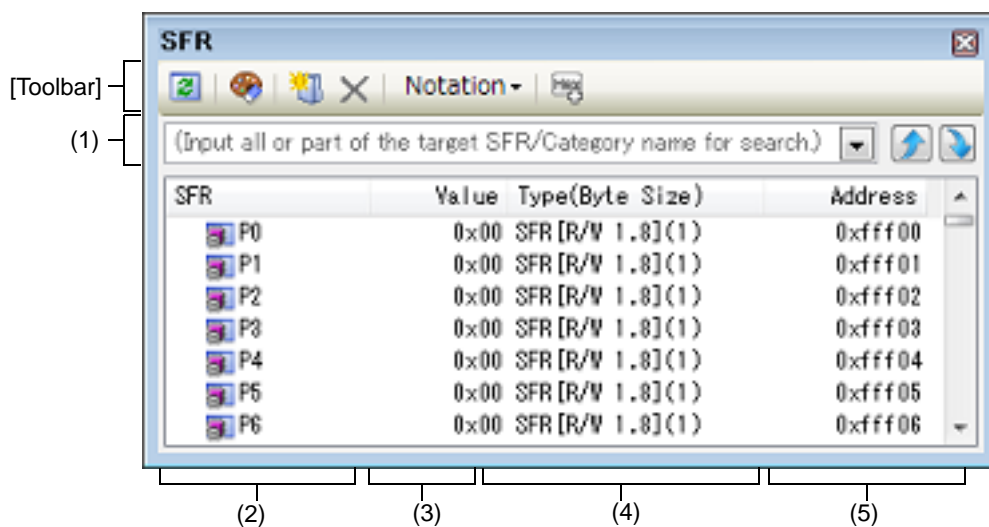 SFR
[Toolbar]
Notation
Hex
(1)
(Input all or part of the target SFR/Category name for search.)
SFR Value Type(Byte Size) Address
P0 0x00 SFR[R/W 1.8](1) 0xfff00
P1 0x00 SFR[R/W 1.8](1) 0xfff01
P2 0x00 SFR[R/W 1.8](1) 0xfff02
P3 0x00 SFR[R/W 1.8](1) 0xfff03
P4 0x00 SFR[R/W 1.8](1) 0xfff04
P5 0x00 SFR[R/W 1.8](1) 0xfff05
P6 0x00 SFR[R/W 1.8](1) 0xfff06
(2) (3) (4) (5)